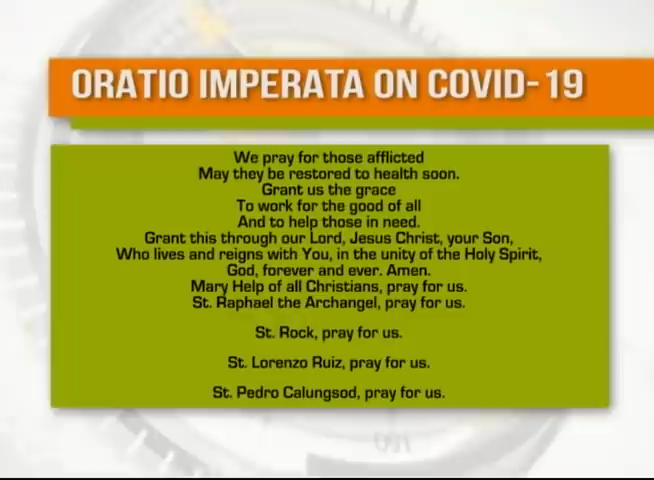 ORATIO IMPERATA ON COVID-19
We pray for those afflicted
May they be restored to health soon.
Grant us the grace
To work for the good of all
And to help those in need.
Grant this through our Lord, Jesus Christ, your Son,
Who lives and reigns with You, in the unity of the Holy Spirit,
God, forever and ever. Amen.
Mary Help of all Christians, pray for us.
St. Raphael the Archangel, pray for us.
St. Rock, pray for us.
St. Lorenzo Ruiz, pray for us.
St. Pedro Calungsod, pray for us.